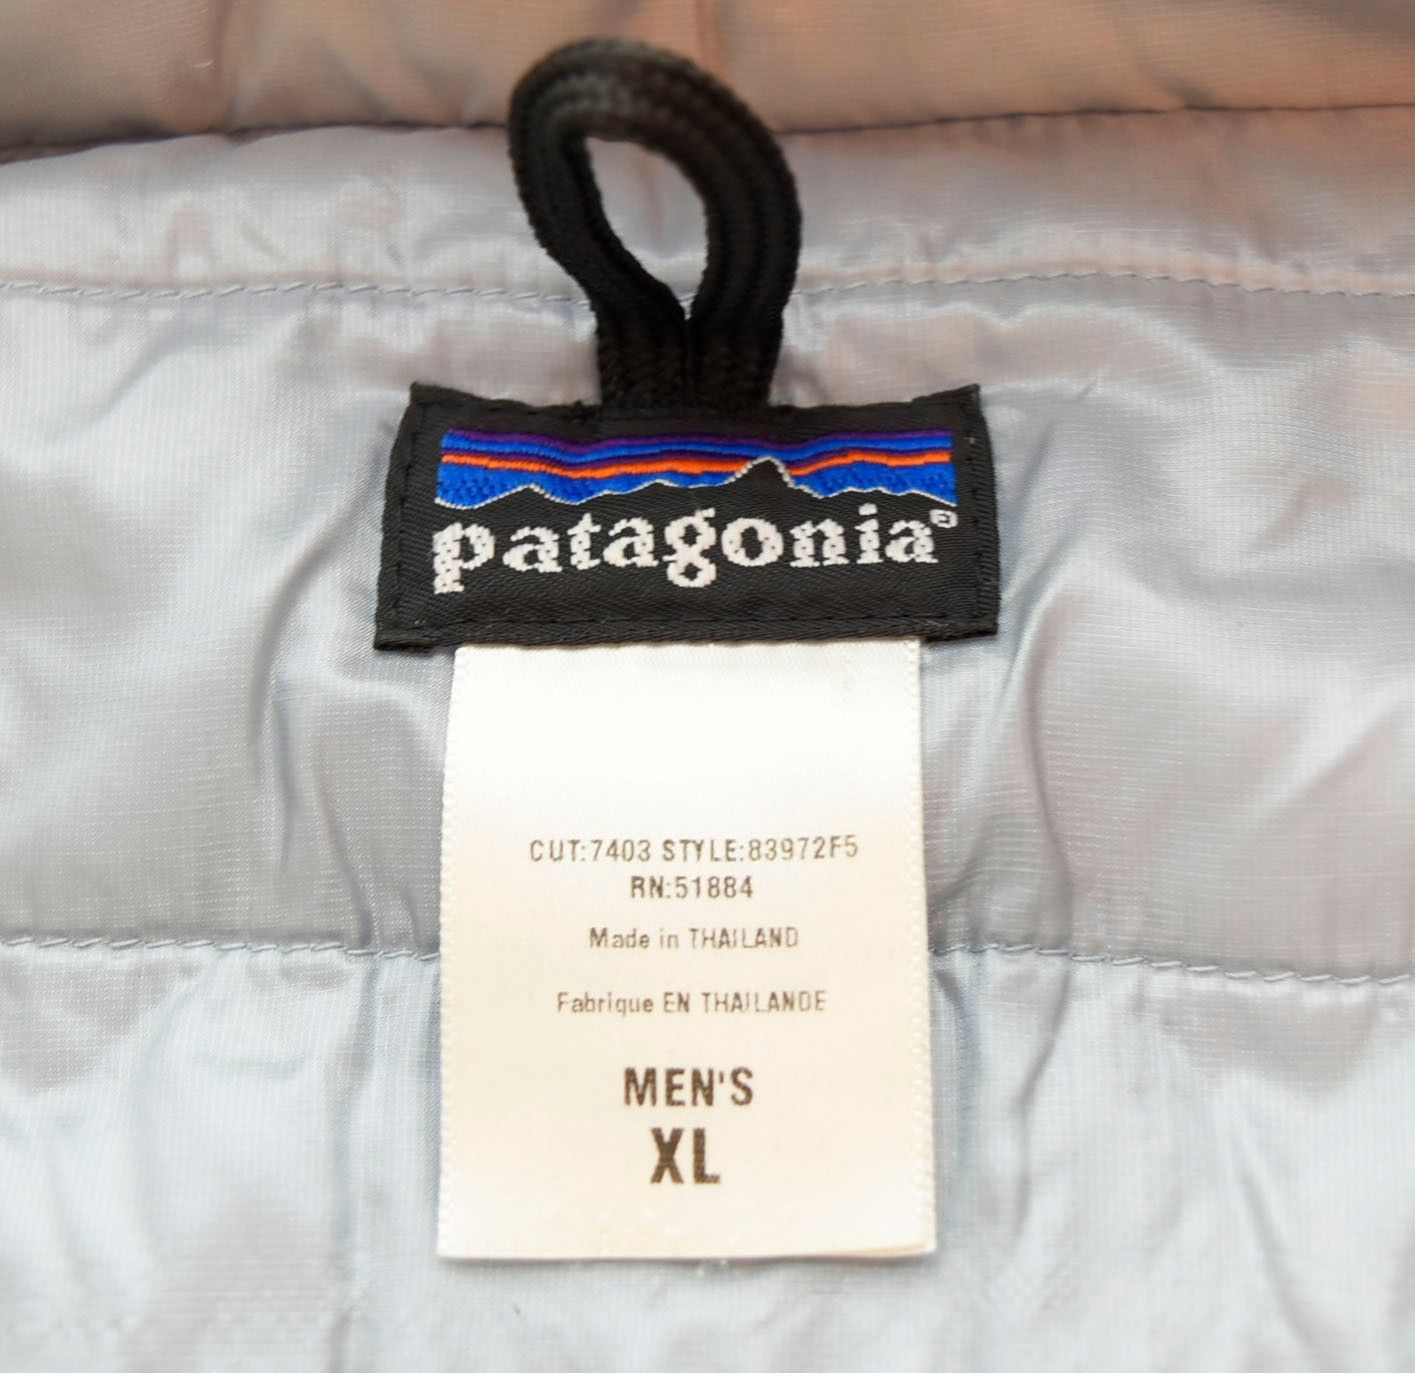 patagonia®
CUT:7403 STYLE:83972F5
RN:51884
Made in THAILAND
Fabrique EN THAILANDE
MEN'S
XL